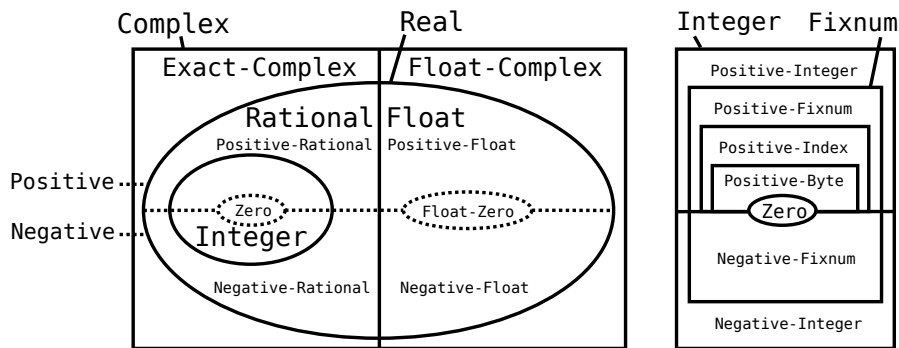 Complex
Real
Exact-Complex
Float-Complex
Rational
Float
Positive-Rational
Positive-Float
Positive
Negative
Zero
Float-Zero
Integer
Negative-Rational
Negative-Float
Integer
Fixnum
Positive-Integer
Positive-Fixnum
Positive-Index
Positive-Byte
Zero
Negative-Fixnum
Negative-Integer